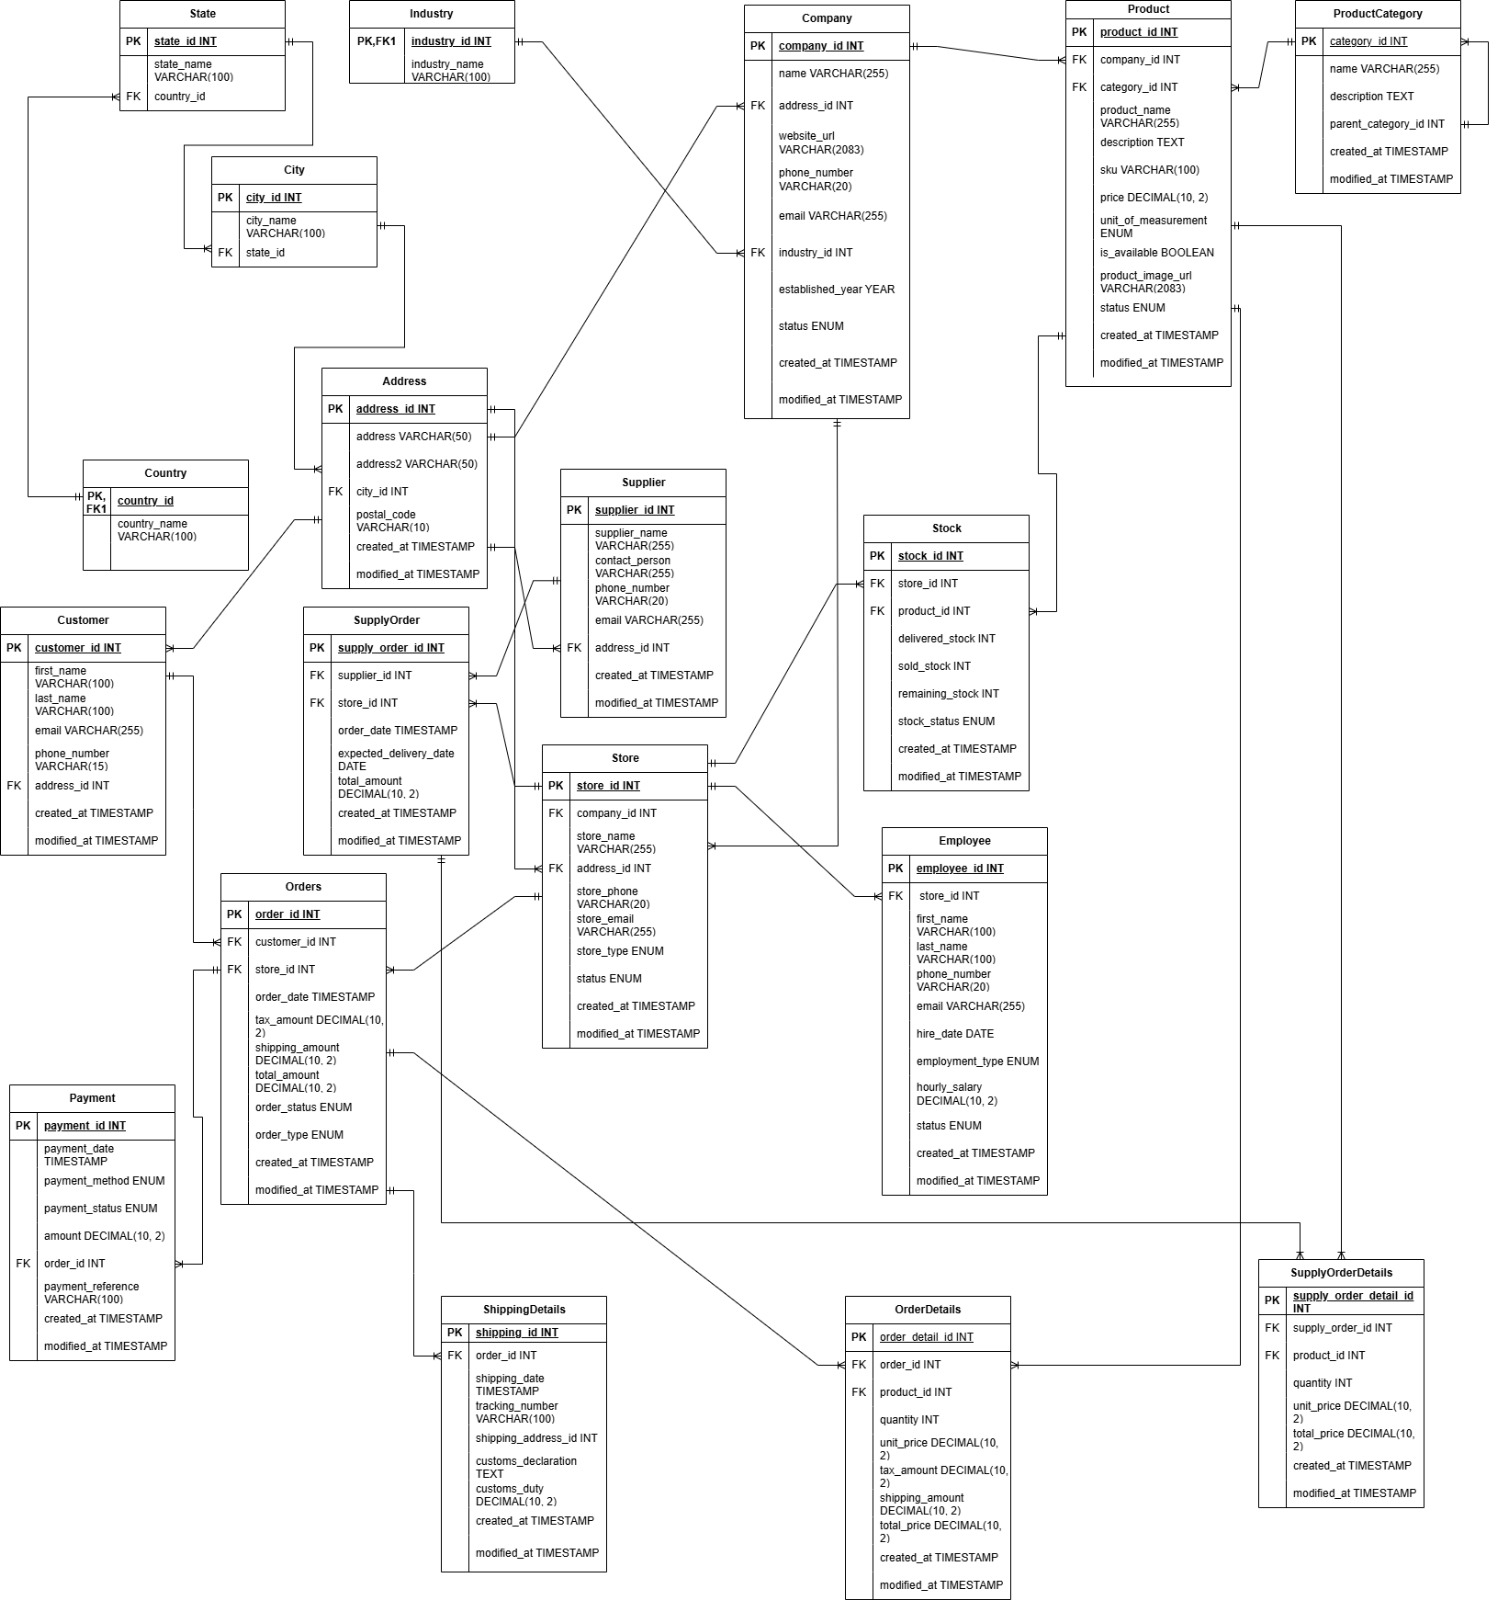 State
PK
state_id INT
state_name
VARCHAR(100)
FK
country_id
Industry
PK,FK1
industry_id INT
industry_name
VARCHAR(100)
Company
PK
company_id INT
name VARCHAR(255)
FK
address_id INT
website_url
VARCHAR(2083)
phone_number
VARCHAR(20)
email VARCHAR(255)
FK
industry_id INT
established_year YEAR
status ENUM
created_at TIMESTAMP
modified_at TIMESTAMP
Product
PK
product_id INT
FK
company_id INT
FK
category_id INT
product_name
VARCHAR(255)
description TEXT
sku VARCHAR(100)
price DECIMAL(10, 2)
unit_of_measurement
ENUM
is_available BOOLEAN
product_image_url
VARCHAR(2083)
status ENUM
created_at TIMESTAMP
modified_at TIMESTAMP
ProductCategory
PK
category_id INT
name VARCHAR(255)
description TEXT
parent_category_id INT
created_at TIMESTAMP
modified_at TIMESTAMP
City
PK
city_id INT
city_name
VARCHAR(100)
FK
state_id
Address
PK
address_id INT
address VARCHAR(50)
address2 VARCHAR(50)
FK
city_id INT
postal_code
VARCHAR(10)
created_at TIMESTAMP
modified_at TIMESTAMP
Country
PK,
FK1
country_id
country_name
VARCHAR(100)
Supplier
PK
supplier_id INT
supplier_name
VARCHAR(255)
contact_person
VARCHAR(255)
phone_number
VARCHAR(20)
email VARCHAR(255)
FK
address_id INT
created_at TIMESTAMP
modified_at TIMESTAMP
Stock
PK
stock_id INT
FK
store_id INT
FK
product_id INT
delivered_stock INT
sold_stock INT
remaining_stock INT
stock_status ENUM
created_at TIMESTAMP
modified_at TIMESTAMP
Customer
PK
customer_id INT
first_name
VARCHAR(100)
last_name
VARCHAR(100)
email VARCHAR(255)
phone_number
VARCHAR(15)
FK
address_id INT
created_at TIMESTAMP
modified_at TIMESTAMP
SupplyOrder
PK
supply_order_id INT
FK
supplier_id INT
FK
store_id INT
order_date TIMESTAMP
expected_delivery_date
DATE
total_amount
DECIMAL(10, 2)
created_at TIMESTAMP
modified_at TIMESTAMP
Store
PK
store_id INT
FK
company_id INT
store_name
VARCHAR(255)
FK
address_id INT
store_phone
VARCHAR(20)
store_email
VARCHAR(255)
store_type ENUM
status ENUM
created_at TIMESTAMP
modified_at TIMESTAMP
Employee
PK
employee_id INT
FK
store_id INT
first_name
VARCHAR(100)
last_name
VARCHAR(100)
phone_number
VARCHAR(20)
email VARCHAR(255)
hire_date DATE
employment_type ENUM
hourly_salary
DECIMAL(10, 2)
status ENUM
created_at TIMESTAMP
modified_at TIMESTAMP
Orders
PK
order_id INT
FK
customer_id INT
FK
store_id INT
order_date TIMESTAMP
tax_amount DECIMAL(10,
2)
shipping_amount
DECIMAL(10, 2)
total_amount
DECIMAL(10, 2)
order_status ENUM
order_type ENUM
created_at TIMESTAMP
modified_at TIMESTAMP
Payment
PK
payment_id INT
payment_date
TIMESTAMP
payment_method ENUM
payment_status ENUM
amount DECIMAL(10, 2)
FK
order_id INT
payment_reference
VARCHAR(100)
created_at TIMESTAMP
modified_at TIMESTAMP
ShippingDetails
PK
shipping_id INT
FK
order_id INT
shipping_date
TIMESTAMP
tracking_number
VARCHAR(100)
shipping_address_id INT
customs_declaration
TEXT
customs_duty
DECIMAL(10, 2)
created_at TIMESTAMP
modified_at TIMESTAMP
OrderDetails
PK
order_detail_id INT
FK
order_id INT
FK
product_id INT
quantity INT
unit_price DECIMAL(10,
2)
tax_amount DECIMAL(10,
2)
shipping_amount
DECIMAL(10, 2)
total_price DECIMAL(10,
2)
created_at TIMESTAMP
modified_at TIMESTAMP
SupplyOrderDetails
PK
supply_order_detail_id
INT
FK
supply_order_id INT
FK
product_id INT
quantity INT
unit_price DECIMAL(10,
2)
total_price DECIMAL(10,
2)
created_at TIMESTAMP
modified_at TIMESTAMP